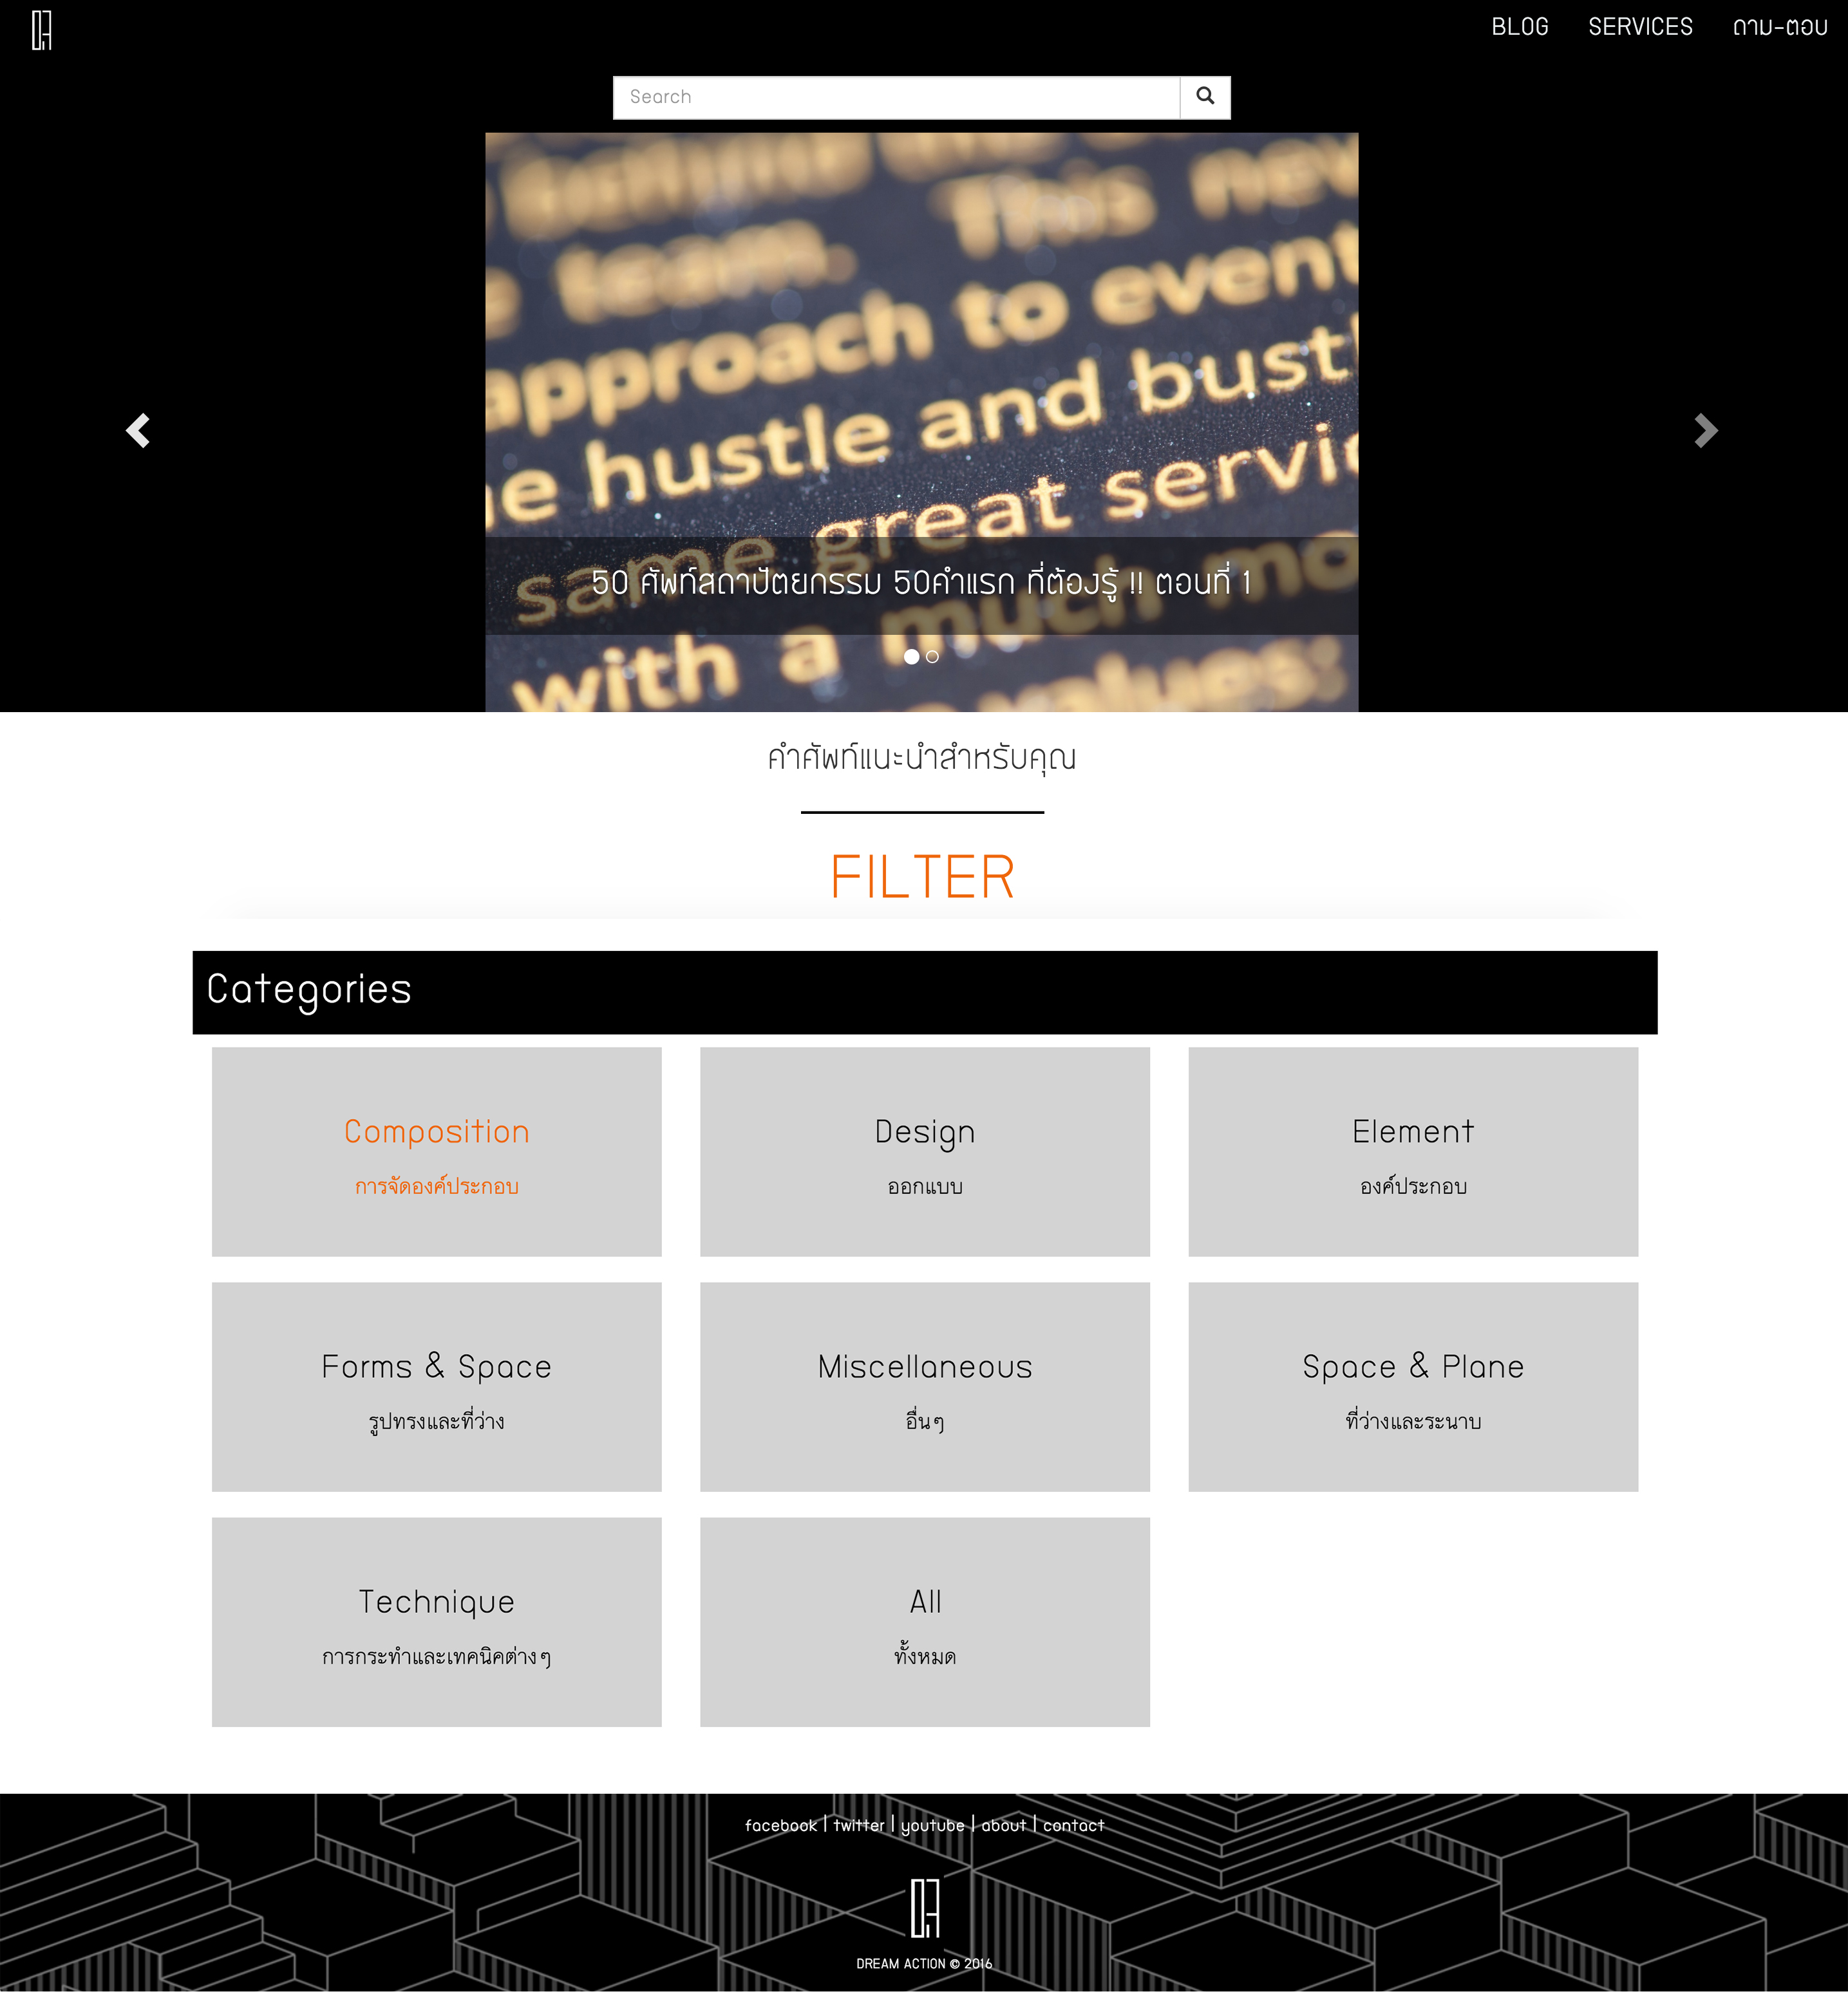 BLOG SERVICES ถาม-ตอบ
Search
This new
team
approach to event
hustle and bust
same great servic
50 ศัพท์สถาปัตยกรรม 50คำแรก ที่ต้องรู้ !! ตอนที่ 1
with a much mo
values
คำศัพท์แนะนำสำหรับคุณ
FILTER
Categories
Composition
การจัดองค์ประกอบ
Design
ออกแบบ
Element
องค์ประกอบ
Forms & Space
รูปทรงและที่ว่าง
Miscellaneous
อื่นๆ
Space & Plane
ที่ว่างและระนาบ
Technique
การกระทำและเทคนิคต่างๆ
All
ทั้งหมด
facebook | twitter | youtube | about | contact
DREAM ACTION © 2016